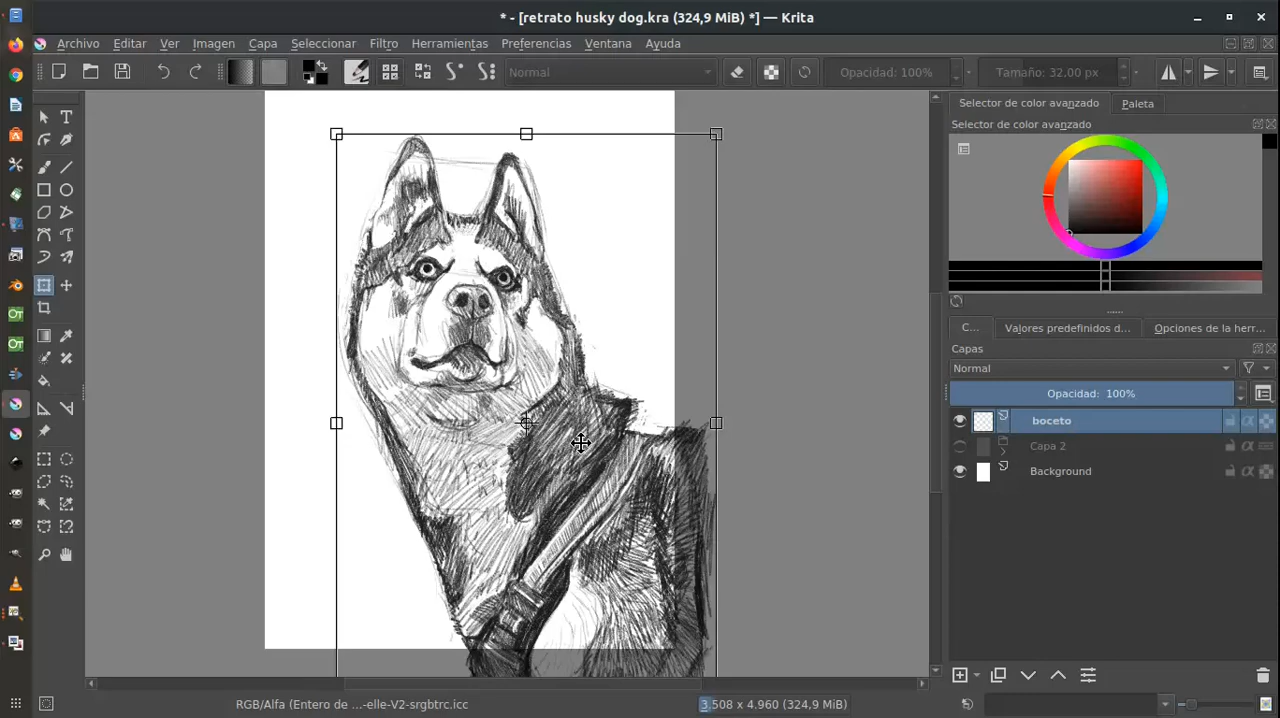 * - [retrato husky dog.kra (324,9 MiB) *] — Krita
Archivo Editar Ver Imagen Capa Seleccionar Filtro Herramientas Preferencias Ventana Ayuda
Normal Opacidad: 100% Tamaño: 32.00 px
Selector de color avanzado Paleta
Selector de color avanzado
C... Valores predefinidos d... Opciones de la herr...
Capas
Normal
Opacidad: 100%
boceto
Capa 2
Background
RGB/Alfa (Entero de ...-elle-V2-srgbtrc.icc 3.508 x 4.960 (324,9 MiB)